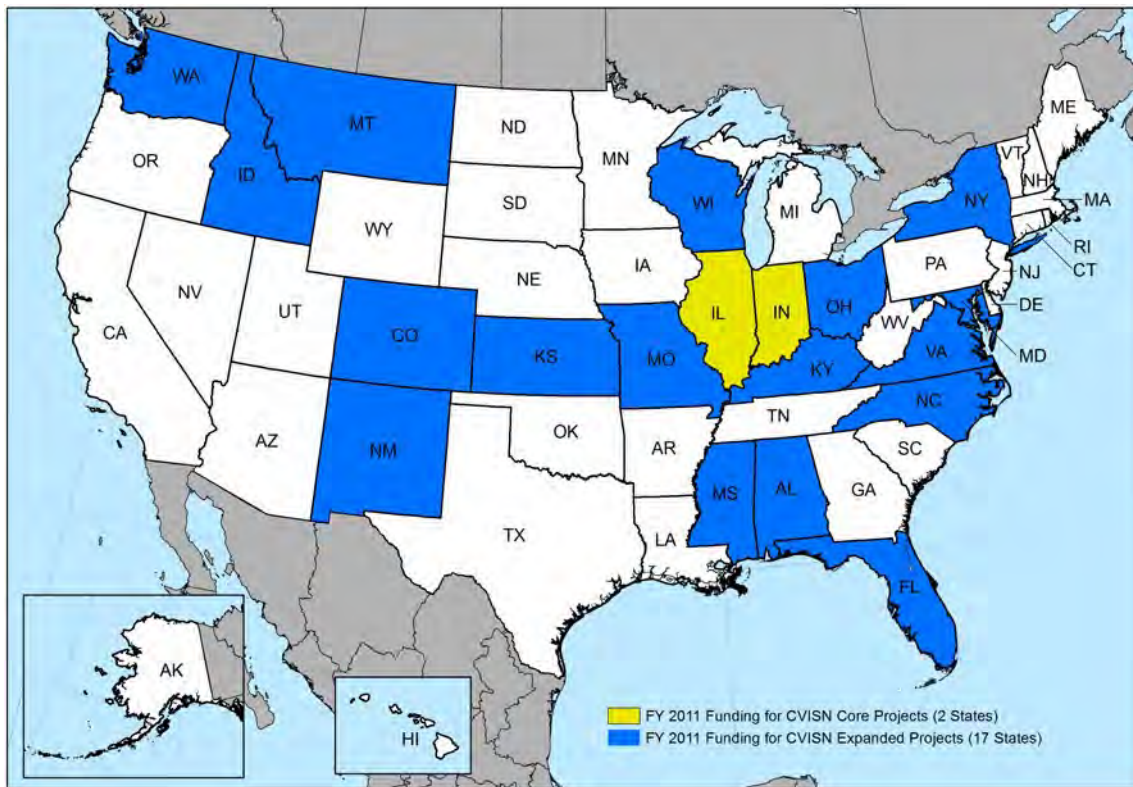 WA
MT
ND
MN
ME
VT
NH
OR
ID
SD
WI
MI
NY
MA
WY
RI
CT
IA
PA
NJ
NE
NV
UT
IL
IN
OH
DE
WV
CA
CO
KS
MO
KY
VA
MD
NC
TN
AZ
NM
OK
AR
SC
MS
AL
GA
TX
LA
FL
AK
HI
FY 2011 Funding for CVISN Core Projects (2 States)
FY 2011 Funding for CVISN Expanded Projects (17 States)